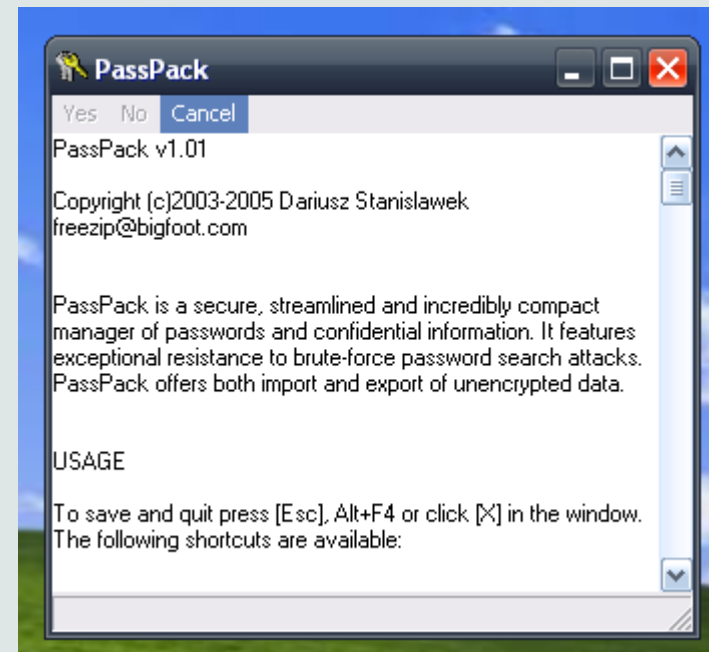 PassPack
Yes No Cancel
PassPack v1.01
Copyright (c)2003-2005 Dariusz Stanislawek
freezip@bigfoot.com
PassPack is a secure, streamlined and incredibly compact
manager of passwords and confidential information. It features
exceptional resistance to brute-force password search attacks.
PassPack offers both import and export of unencrypted data.
USAGE
To save and quit press [Esc], Alt+F4 or click [X] in the window.
The following shortcuts are available: